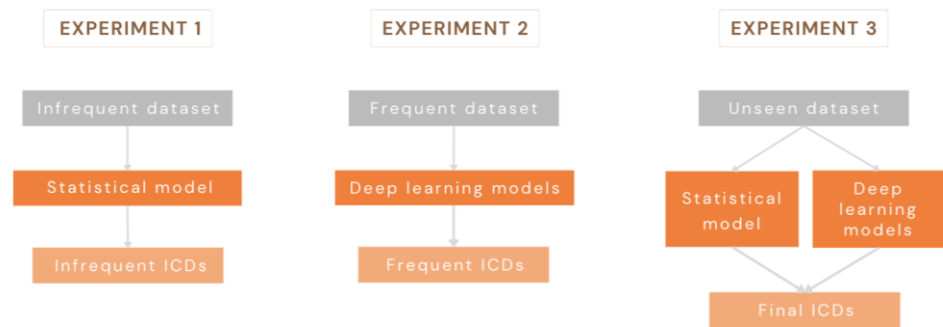 EXPERIMENT 1
Infrequent dataset
Statistical model
Infrequent ICDs
EXPERIMENT 2
Frequent dataset
Deep learning models
Frequent ICDs
EXPERIMENT 3
Unseen dataset
Statistical
model
Deep
learning
models
Final ICDs